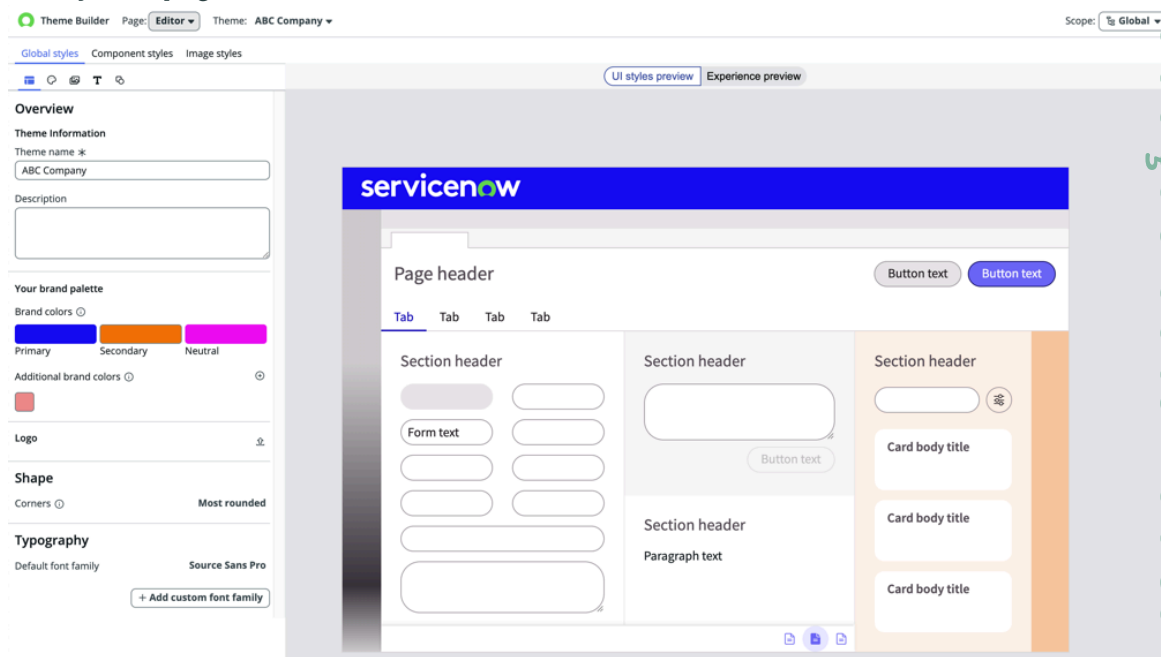 Theme Builder Page: Editor Theme: ABC Company Scope: Global
Global styles Component styles Image styles
UI styles preview Experience preview
Overview
Theme Information
Theme name *
ABC Company
Description
Your brand palette
Brand colors
Primary Secondary Neutral
Additional brand colors
Logo
Shape
Corners Most rounded
Typography
Default font family Source Sans Pro
+ Add custom font family
servicenow
Page header
Button text Button text
Tab Tab Tab Tab
Section header
Form text
Section header
Button text
Section header
Paragraph text
Section header
Card body title
Card body title
Card body title